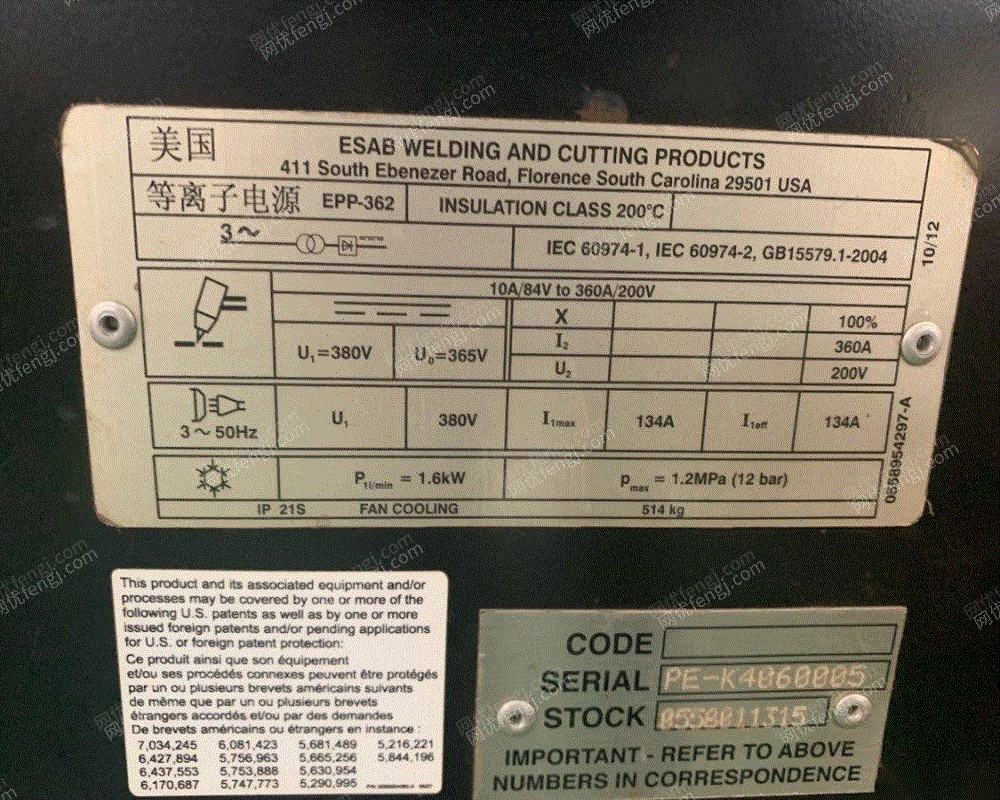 美国
ESAB WELDING AND CUTTING PRODUCTS
411 South Ebenezer Road, Florence South Carolina 29501 USA
等离子电源 EPP-362 INSULATION CLASS 200°C
3~ IEC 60974-1, IEC 60974-2, GB15579.1-2004
10/12
10A/84V to 360A/200V
X 100%
I2 360A
U1=380V U0=365V
U2 200V
3~50Hz U1 380V I1max 134A I1eff 134A
P1l/min = 1.6kW pmax = 1.2MPa (12 bar)
IP 21S FAN COOLING 514 kg
0558954297-A
This product and its associated equipment and/or
processes may be covered by one or more of the
following U.S. patents as well as by one or more
issued foreign patents and/or pending applications
for U.S. or foreign patent protection:
Ce produit ainsi que son équipement
et/ou ses procédés connexes peuvent être protégés
par un ou plusieurs brevets américains suivants
de même que par un ou plusieurs brevets
étrangers accordés et/ou par des demandes
De brevets américains ou étrangers en instance :
7,034,245 6,081,423 5,681,489 5,216,221
6,427,894 5,756,963 5,665,256 5,844,196
6,437,553 5,753,888 5,630,954
6,170,687 5,747,773 5,290,995
CODE
SERIAL PE-K4060005
STOCK 0558011315
IMPORTANT - REFER TO ABOVE
NUMBERS IN CORRESPONDENCE
网优fengj.com